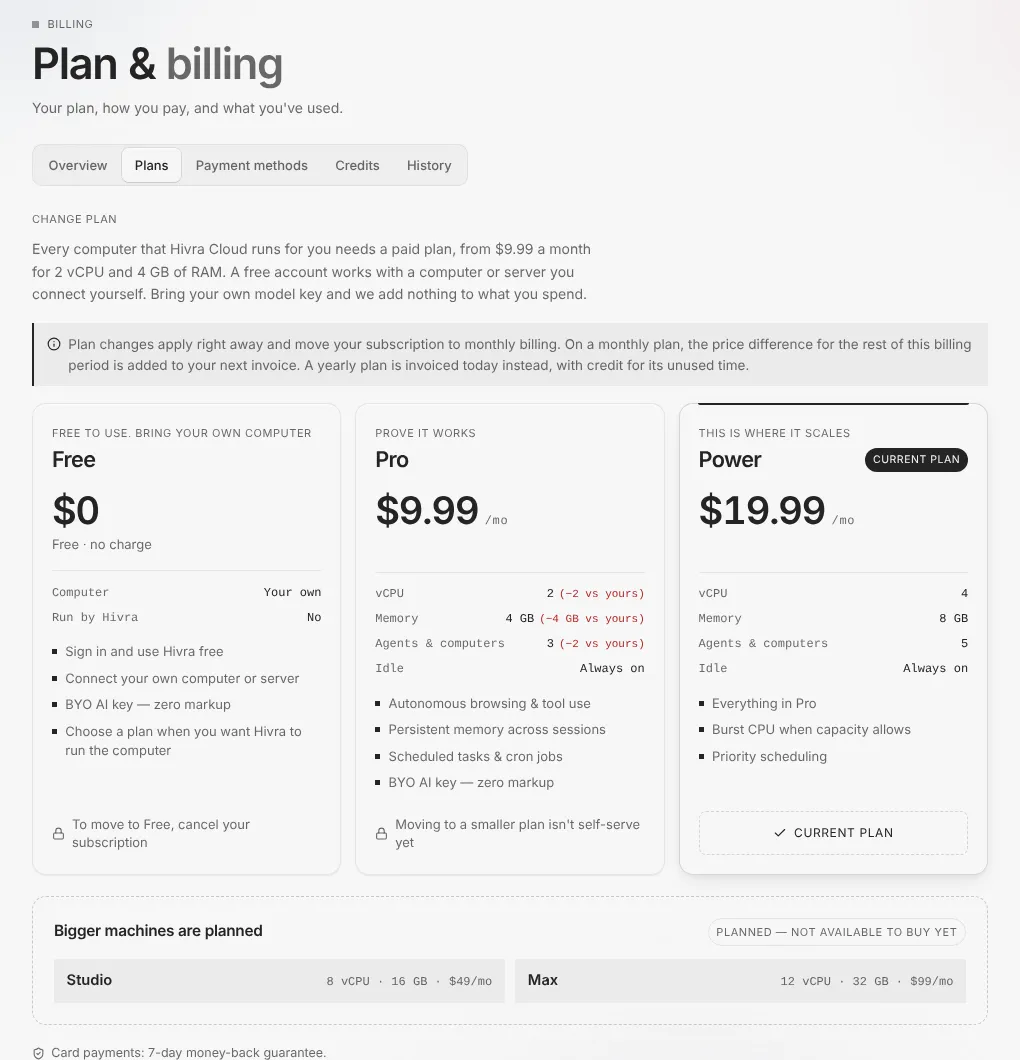 BILLING
Plan & billing
Your plan, how you pay, and what you've used.
Overview Plans Payment methods Credits History
CHANGE PLAN
Every computer that Hivra Cloud runs for you needs a paid plan, from $9.99 a month
for 2 vCPU and 4 GB of RAM. A free account works with a computer or server you
connect yourself. Bring your own model key and we add nothing to what you spend.
Plan changes apply right away and move your subscription to monthly billing. On a monthly plan, the price difference for the rest of this billing
period is added to your next invoice. A yearly plan is invoiced today instead, with credit for its unused time.
FREE TO USE. BRING YOUR OWN COMPUTER
Free
$0
Free · no charge
Computer Your own
Run by Hivra No
Sign in and use Hivra free
Connect your own computer or server
BYO AI key — zero markup
Choose a plan when you want Hivra to
run the computer
To move to Free, cancel your
subscription
PROVE IT WORKS
Pro
$9.99 /mo
vCPU 2 (−2 vs yours)
Memory 4 GB (−4 GB vs yours)
Agents & computers 3 (−2 vs yours)
Idle Always on
Autonomous browsing & tool use
Persistent memory across sessions
Scheduled tasks & cron jobs
BYO AI key — zero markup
Moving to a smaller plan isn't self-serve
yet
THIS IS WHERE IT SCALES
Power CURRENT PLAN
$19.99 /mo
vCPU 4
Memory 8 GB
Agents & computers 5
Idle Always on
Everything in Pro
Burst CPU when capacity allows
Priority scheduling
CURRENT PLAN
Bigger machines are planned PLANNED — NOT AVAILABLE TO BUY YET
Studio 8 vCPU · 16 GB · $49/mo
Max 12 vCPU · 32 GB · $99/mo
Card payments: 7-day money-back guarantee.